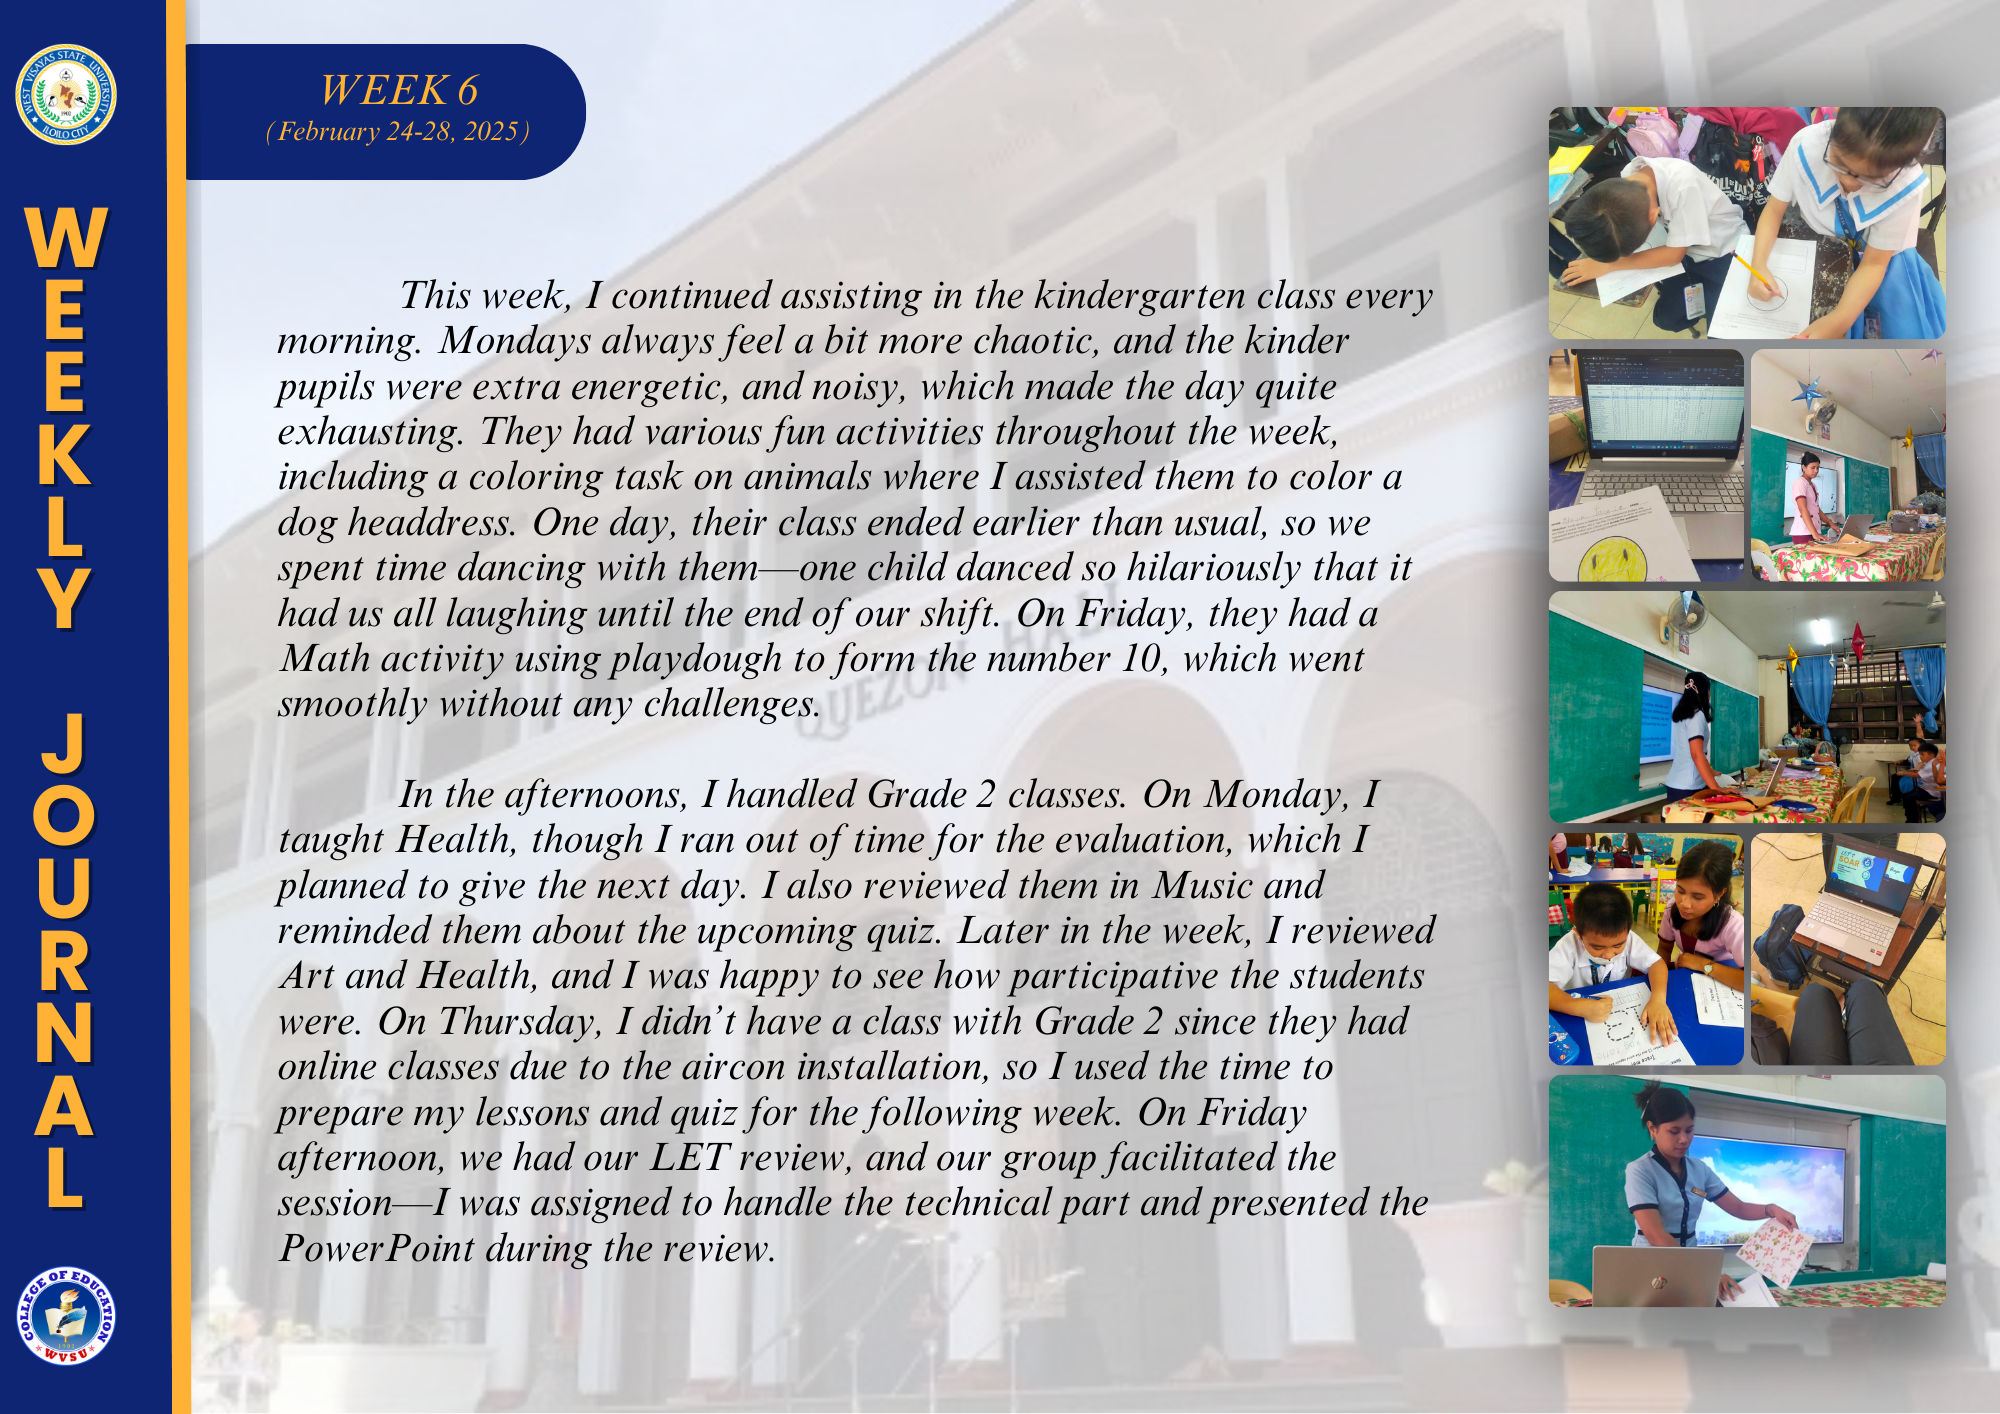 WEST VISAYAS STATE UNIVERSITY
1902
ILOILO CITY
WEEKLY
JOURNAL
COLLEGE OF EDUCATION
WVSU
WEEK 6
(February 24-28, 2025)
This week, I continued assisting in the kindergarten class every
morning. Mondays always feel a bit more chaotic, and the kinder
pupils were extra energetic, and noisy, which made the day quite
exhausting. They had various fun activities throughout the week,
including a coloring task on animals where I assisted them to color a
dog headdress. One day, their class ended earlier than usual, so we
spent time dancing with them—one child danced so hilariously that it
had us all laughing until the end of our shift. On Friday, they had a
Math activity using playdough to form the number 10, which went
smoothly without any challenges.
In the afternoons, I handled Grade 2 classes. On Monday, I
taught Health, though I ran out of time for the evaluation, which I
planned to give the next day. I also reviewed them in Music and
reminded them about the upcoming quiz. Later in the week, I reviewed
Art and Health, and I was happy to see how participative the students
were. On Thursday, I didn’t have a class with Grade 2 since they had
online classes due to the aircon installation, so I used the time to
prepare my lessons and quiz for the following week. On Friday
afternoon, we had our LET review, and our group facilitated the
session—I was assigned to handle the technical part and presented the
PowerPoint during the review.
QUEZON HALL
LET'S
SOAR